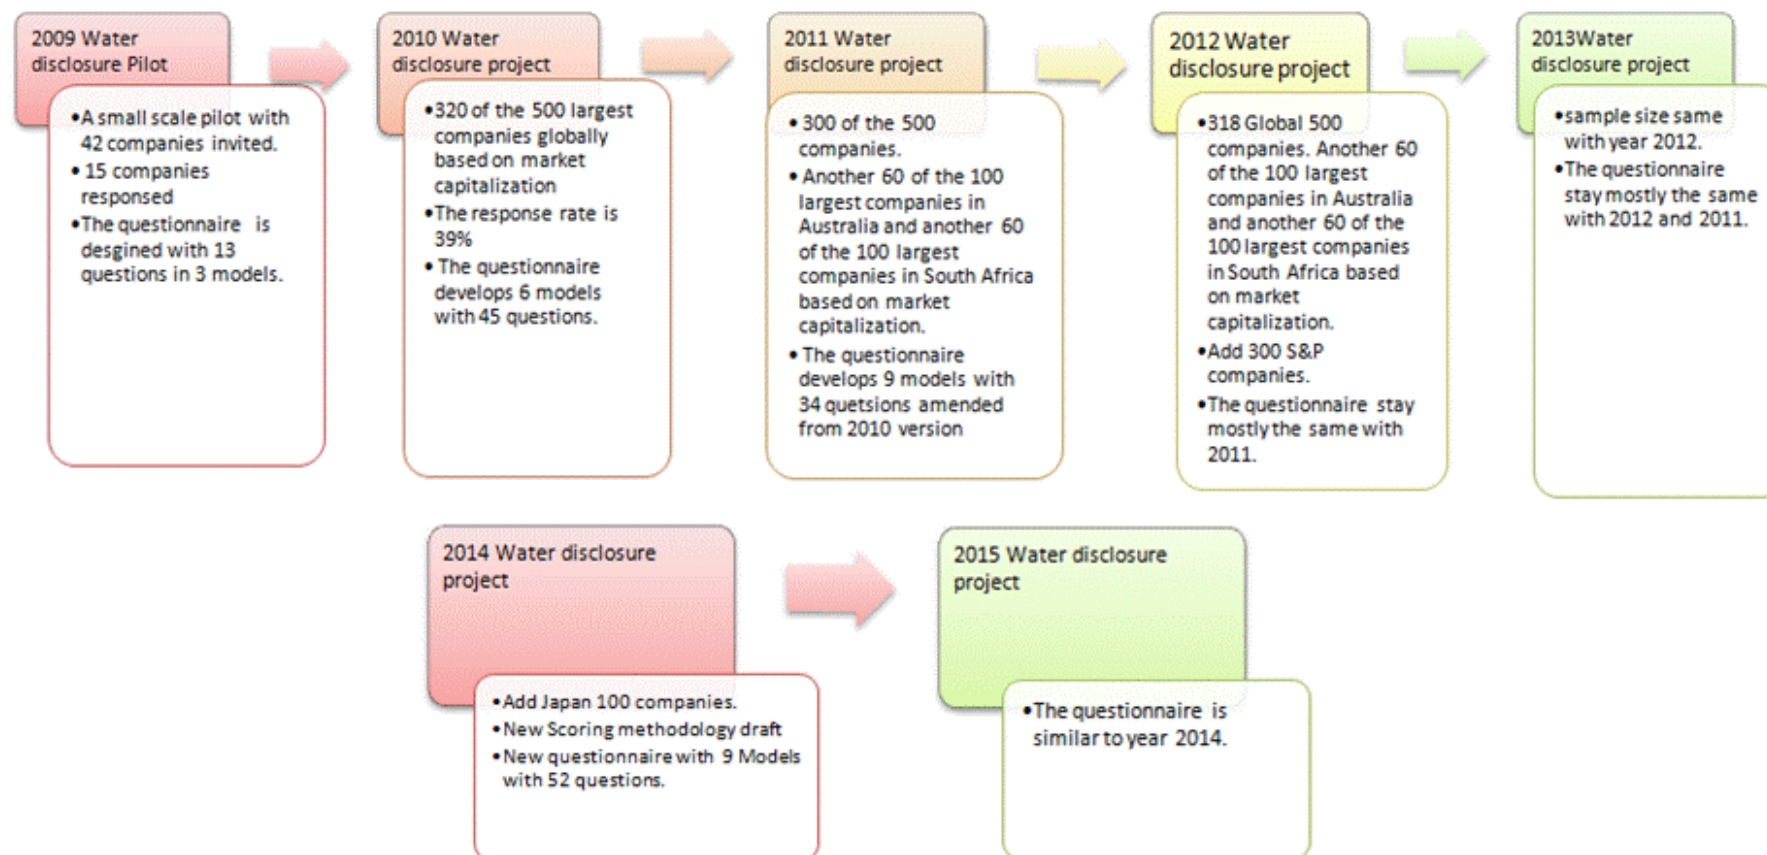 2009 Water
disclosure Pilot
•A small scale pilot with
42 companies invited.
• 15 companies
responsed
•The questionnaire is
desgined with 13
questions in 3 models.
2010 Water
disclosure project
•320 of the 500 largest
companies globally
based on market
capitalization
•The response rate is
39%
• The questionnaire
develops 6 models
with 45 questions.
2011 Water
disclosure project
• 300 of the 500
companies.
• Another 60 of the 100
largest companies in
Australia and another 60
of the 100 largest
companies in South Africa
based on market
capitalization.
• The questionnaire
develops 9 models with
34 quetsions amended
from 2010 version
2012 Water
disclosure project
•318 Global 500
companies. Another 60
of the 100 largest
companies in Australia
and another 60 of the
100 largest companies
in South Africa based
on market
capitalization.
•Add 300 S&P
companies.
•The questionnaire stay
mostly the same with
2011.
2013Water
disclosure project
•sample size same
with year 2012.
•The questionnaire
stay mostly the same
with 2012 and 2011.
2014 Water disclosure
project
•Add Japan 100 companies.
•New Scoring methodology draft
•New questionnaire with 9 Models
with 52 questions.
2015 Water disclosure
project
•The questionnaire is
similar to year 2014.